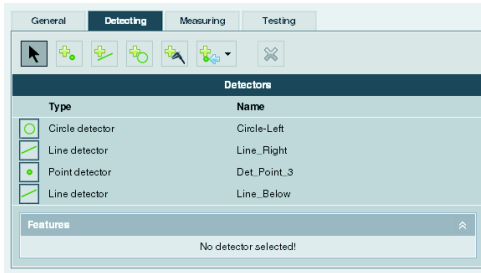 General Detecting Measuring Testing
Detectors
Type Name
Circle detector Circle-Left
Line detector Line_Right
Point detector Det_Point_3
Line detector Line_Below
Features
No detector selected!